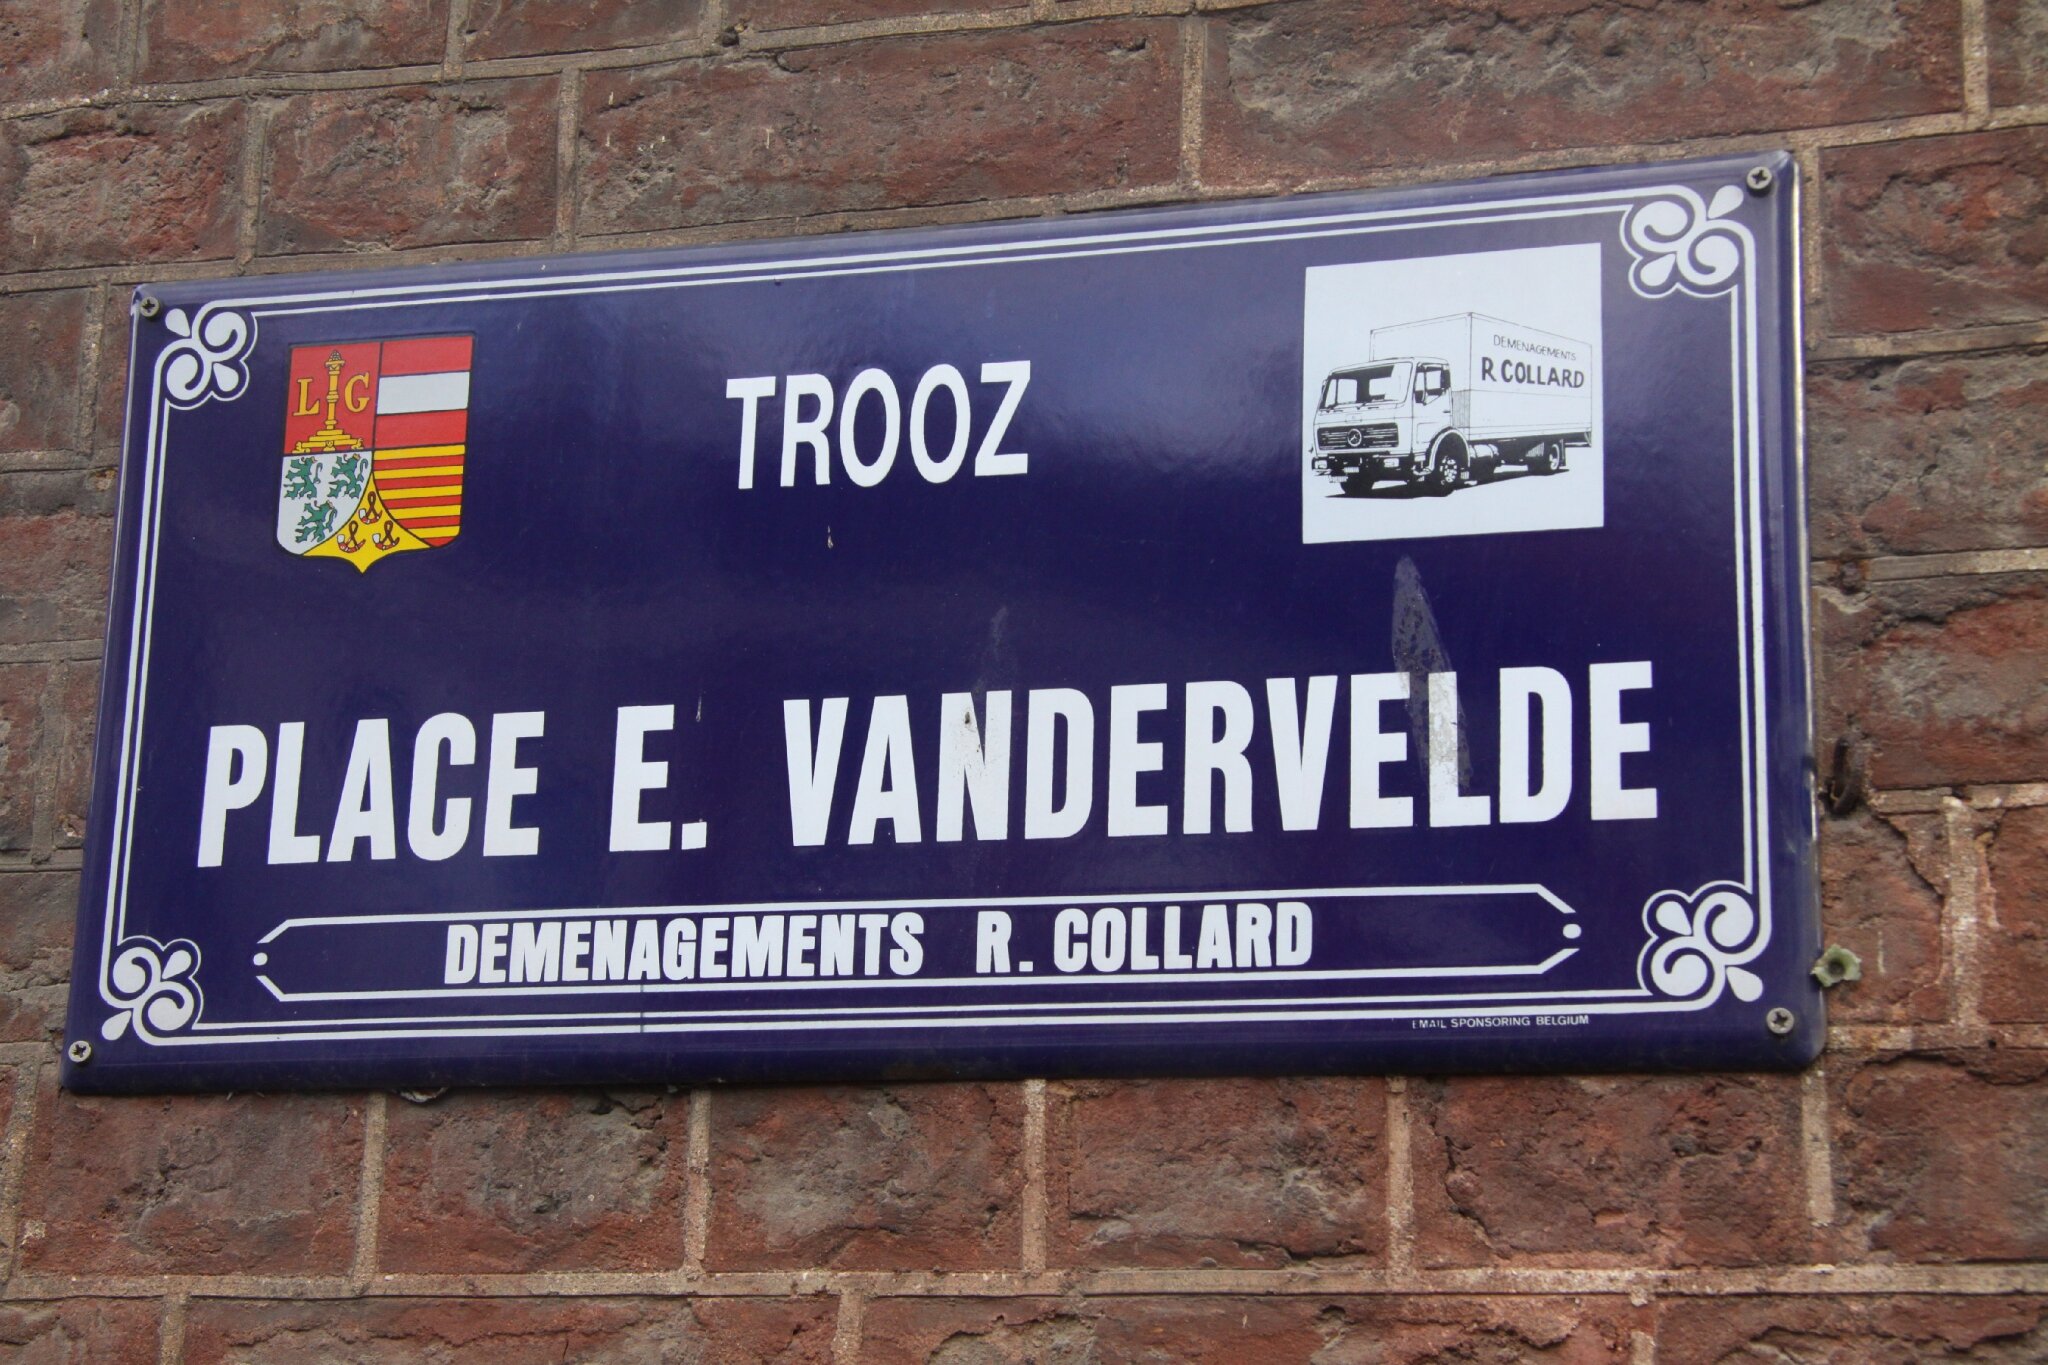 L G
TROOZ
DEMENAGEMENTS
R COLLARD
PLACE E. VANDERVELDE
DEMENAGEMENTS R. COLLARD
EMAIL SPONSORING BELGIUM